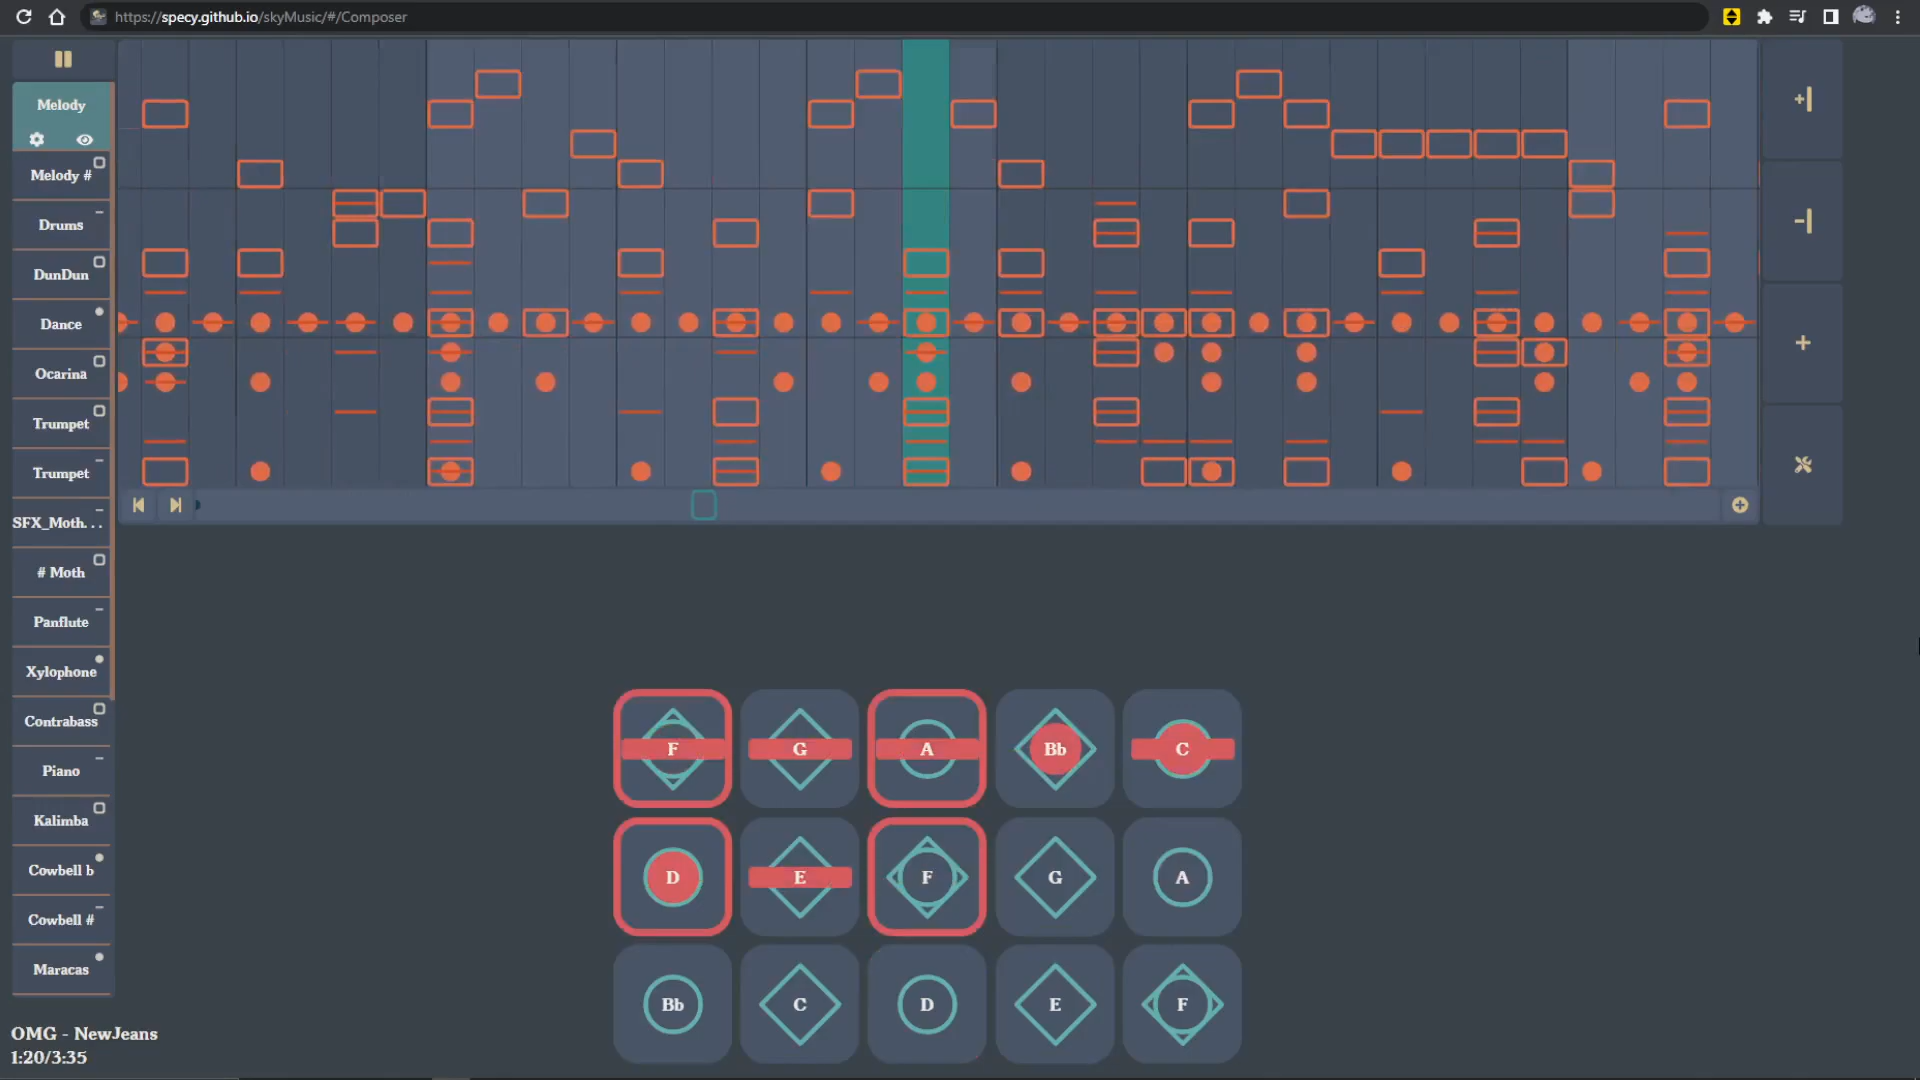 https://specy.github.io/skyMusic/#/Composer
Melody
Melody #
Drums
DunDun
Dance
Ocarina
Trumpet
Trumpet
SFX_Moth. . .
# Moth
Panflute
Xylophone
Contrabass
Piano
Kalimba
Cowbell b
Cowbell #
Maracas
F G A Bb C
D E F G A
Bb C D E F
OMG - NewJeans
1:20/3:35